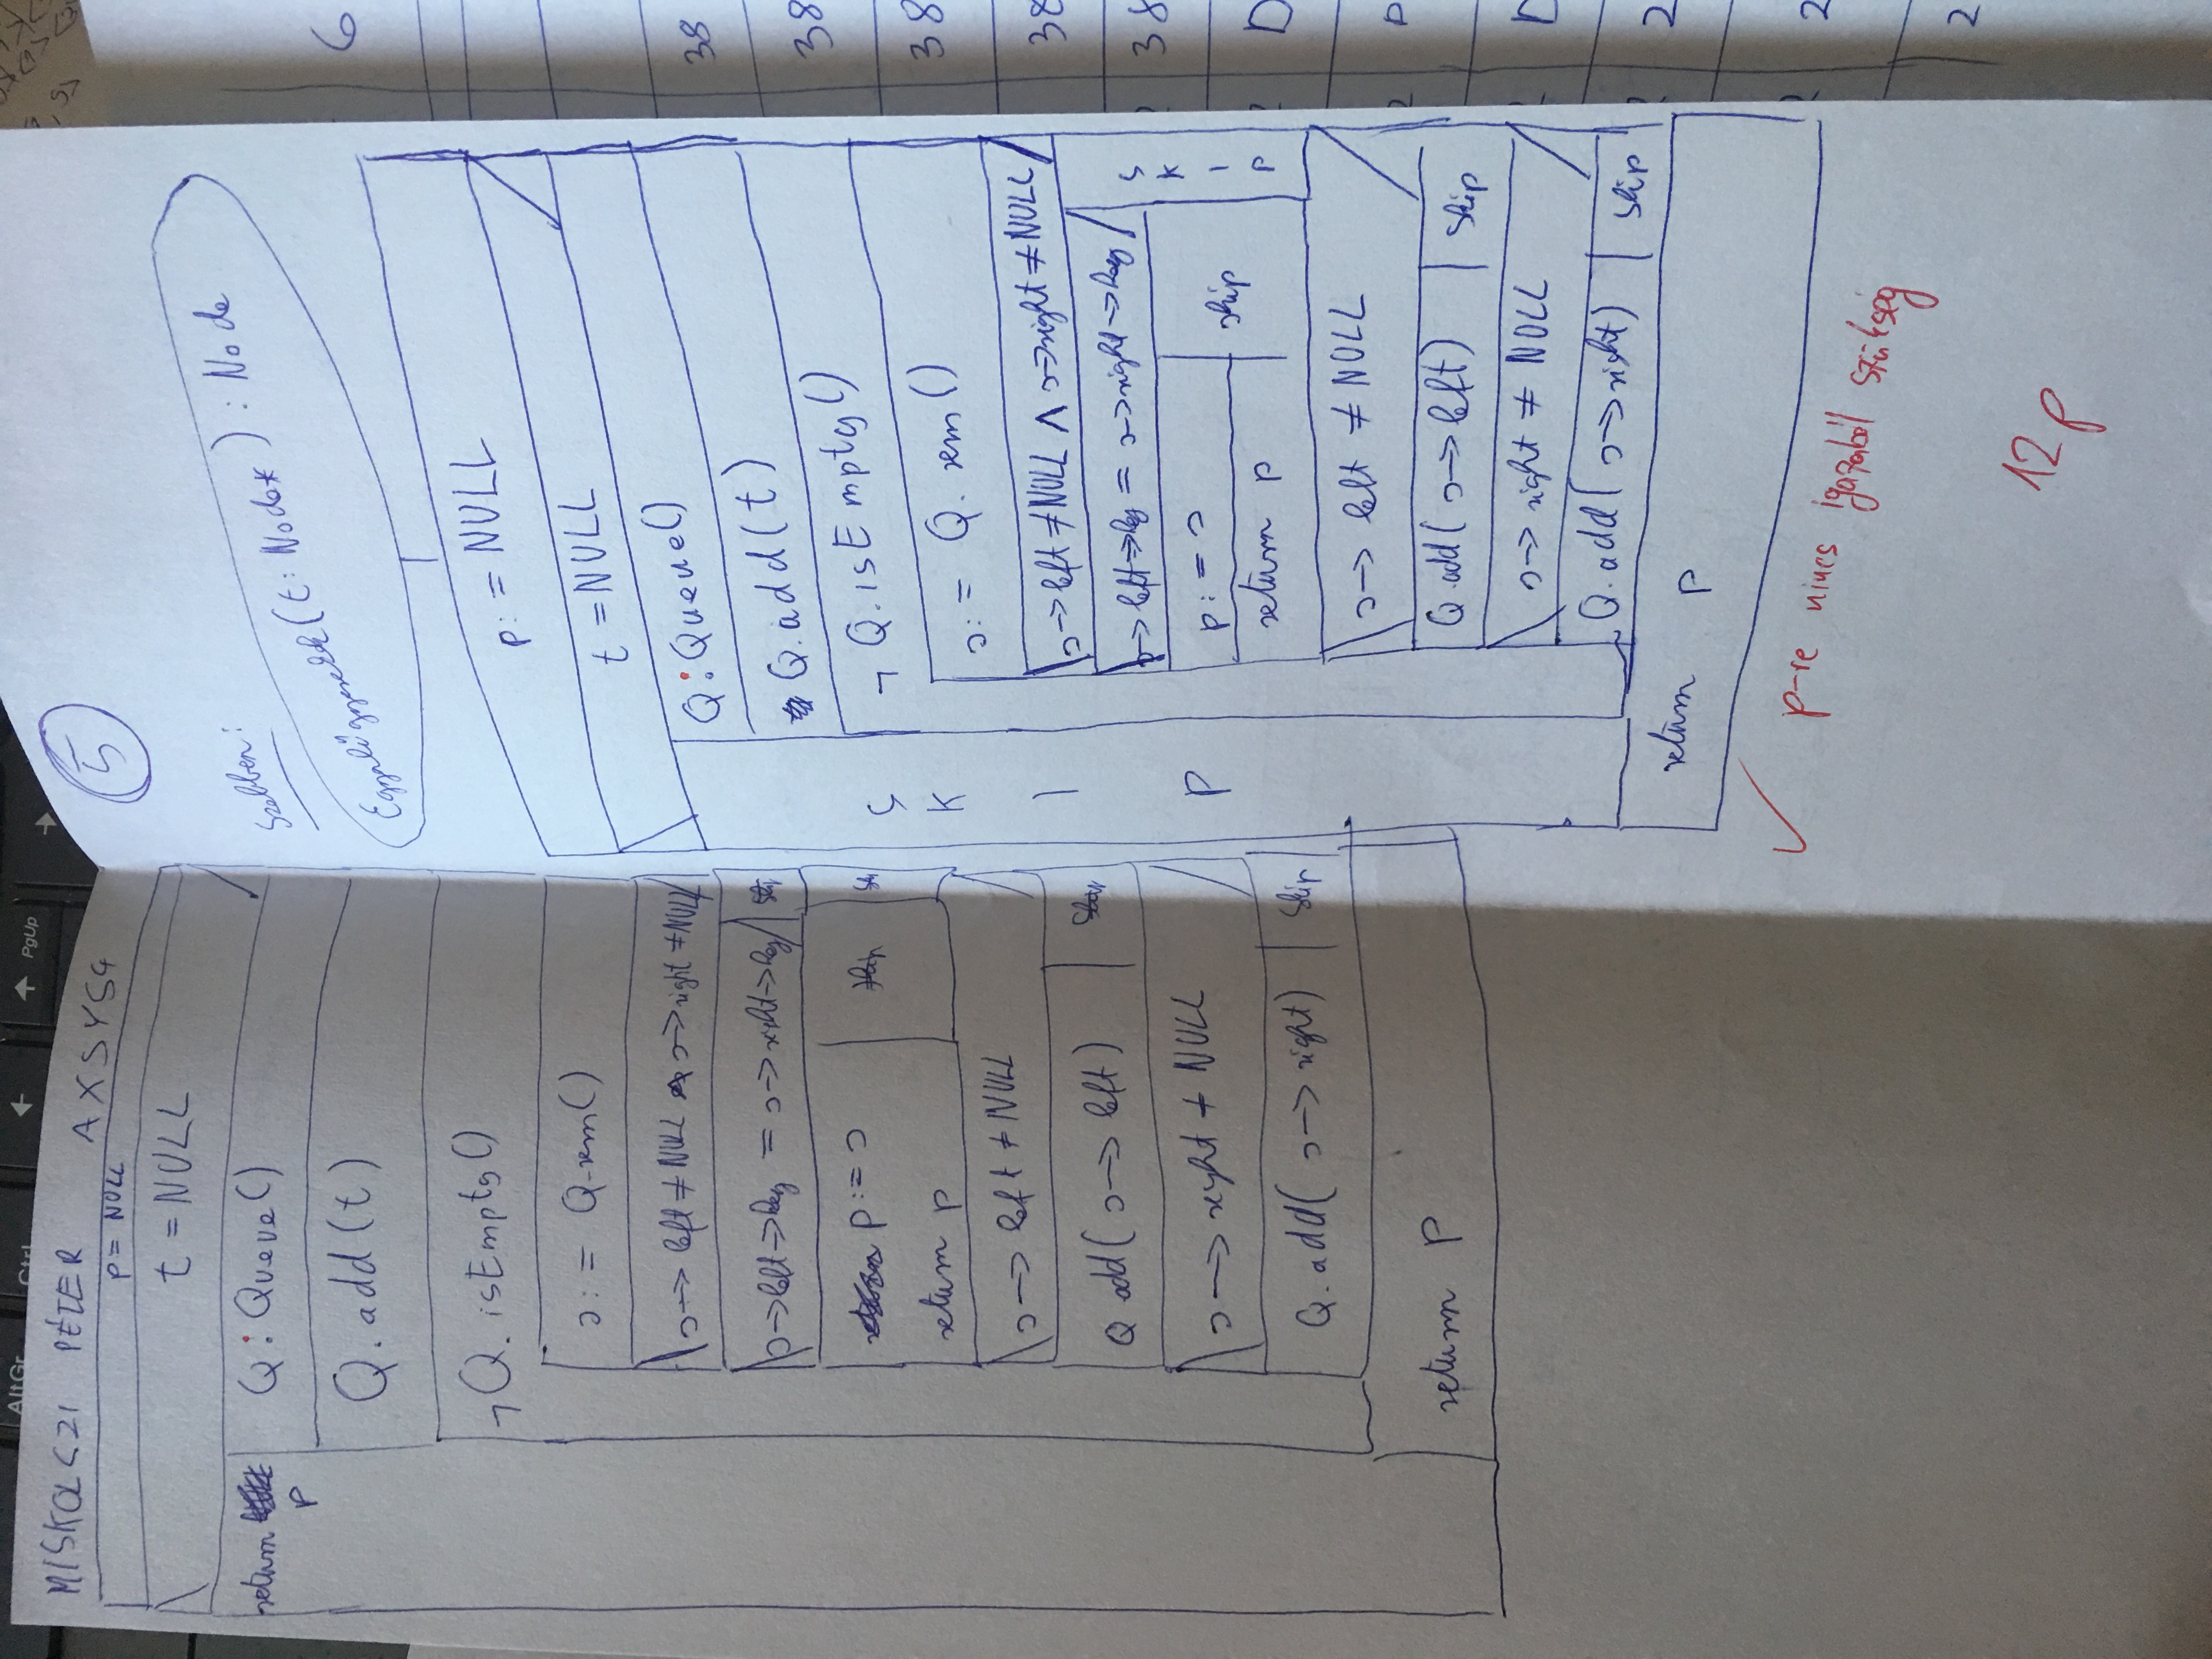 AltGr
Ctrl
PgUp
MISKOLCZI PÉTER AXSYS4
p = NULL
t = NULL
return
p
Q : Queue()
Q.add(t)
¬Q.isEmpty()
s := Q.rem()
s→left ≠ NULL ∧ s→right ≠ NULL
s→left→key = s→right→key
p := s
skip
return p
s→left ≠ NULL
Q.add(s→left)
s→right ≠ NULL
Q.add(s→right) skip
return p
5
Szebben:
Egyenlőgyerekek(t: Node*) : Node
p := NULL
t = NULL
Q : Queue()
Q.add(t)
¬Q.isEmpty()
s := Q.rem()
s→left ≠ NULL ∧ s→right ≠ NULL
s→left→key = s→right→key
SKIP
p := s
skip
return p
SKIP
s→left ≠ NULL
Q.add(s→left) skip
s→right ≠ NULL
Q.add(s→right) skip
return p
✓ p-re nincs igazából szükség
12p
6
38
38
38
38
38
D
D
D
2
2
2